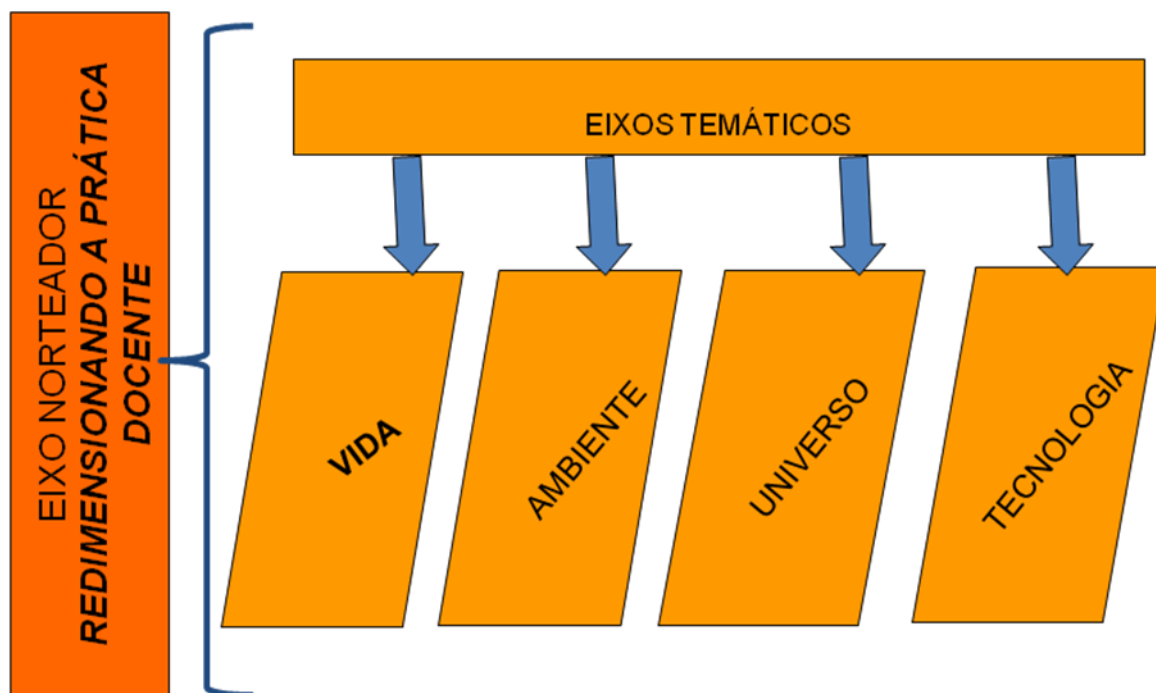 EIXO NORTEADOR
REDIMENSIONANDO A PRÁTICA
DOCENTE
EIXOS TEMÁTICOS
VIDA
AMBIENTE
UNIVERSO
TECNOLOGIA